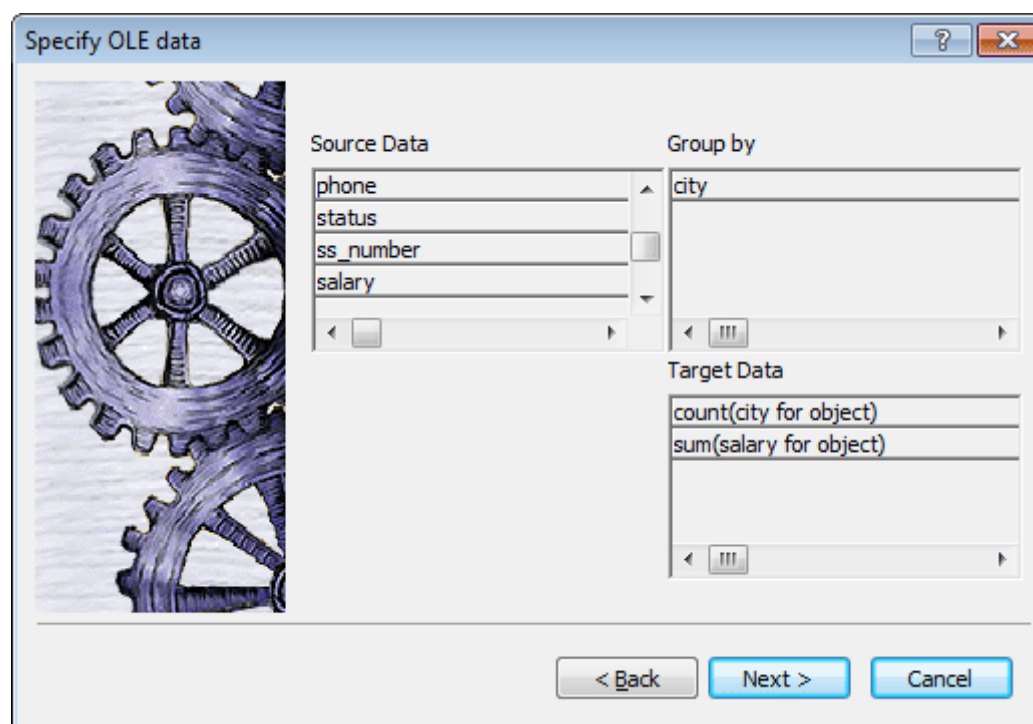 Specify OLE data
Source Data
phone
status
ss_number
salary
Group by
city
Target Data
count(city for object)
sum(salary for object)
< Back
Next >
Cancel